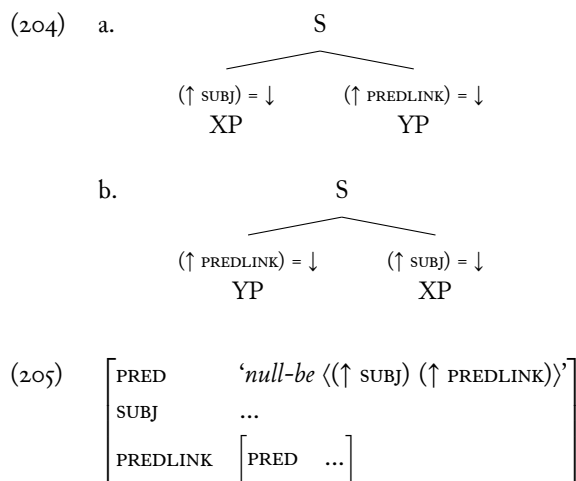 (204) a. S
(↑ SUBJ) = ↓ (↑ PREDLINK) = ↓
XP YP
b. S
(↑ PREDLINK) = ↓ (↑ SUBJ) = ↓
YP XP
(205) [PRED ‘null-be ⟨(↑ SUBJ) (↑ PREDLINK)⟩’
SUBJ ...
PREDLINK [PRED ...]]